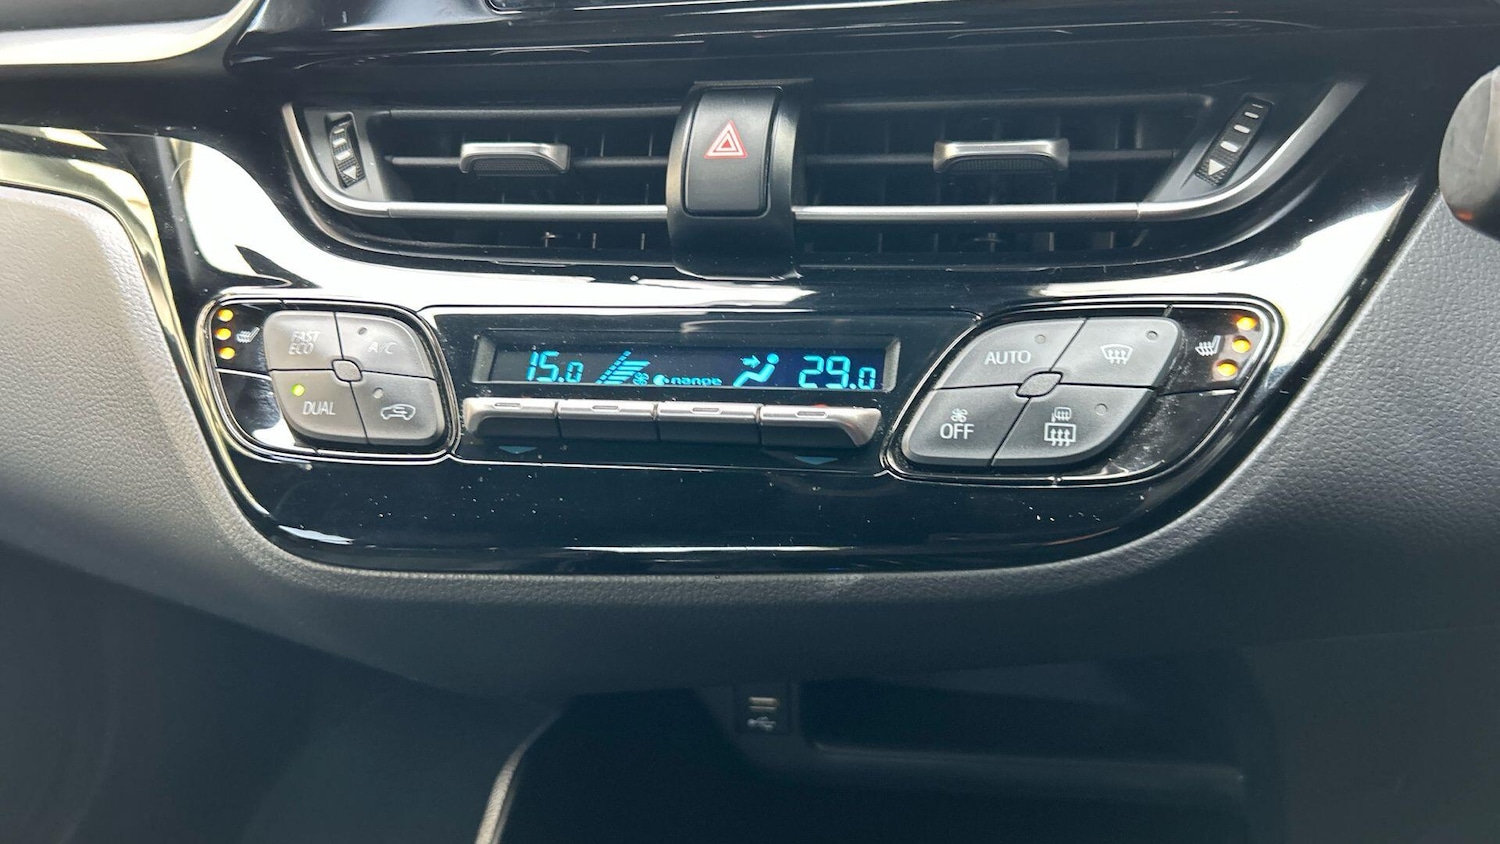 FAST
ECO
A/C
DUAL
15.0
nanoe
29.0
AUTO
OFF